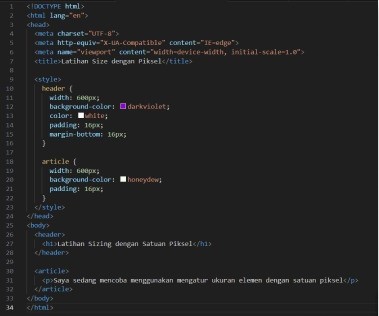 1 <!DOCTYPE html>
2 <html lang="en">
3 <head>
4 <meta charset="UTF-8">
5 <meta http-equiv="X-UA-Compatible" content="IE=edge">
6 <meta name="viewport" content="width=device-width, initial-scale=1.0">
7 <title>Latihan Size dengan Piksel</title>
8
9 <style>
10 header {
11 width: 600px;
12 background-color: darkviolet;
13 color: white;
14 padding: 16px;
15 margin-bottom: 16px;
16 }
17
18 article {
19 width: 600px;
20 background-color: honeydew;
21 padding: 16px;
22 }
23 </style>
24 </head>
25 <body>
26 <header>
27 <h1>Latihan Sizing dengan Satuan Piksel</h1>
28 </header>
29
30 <article>
31 <p>Saya sedang mencoba menggunakan mengatur ukuran elemen dengan satuan piksel</p>
32 </article>
33 </body>
34 </html>